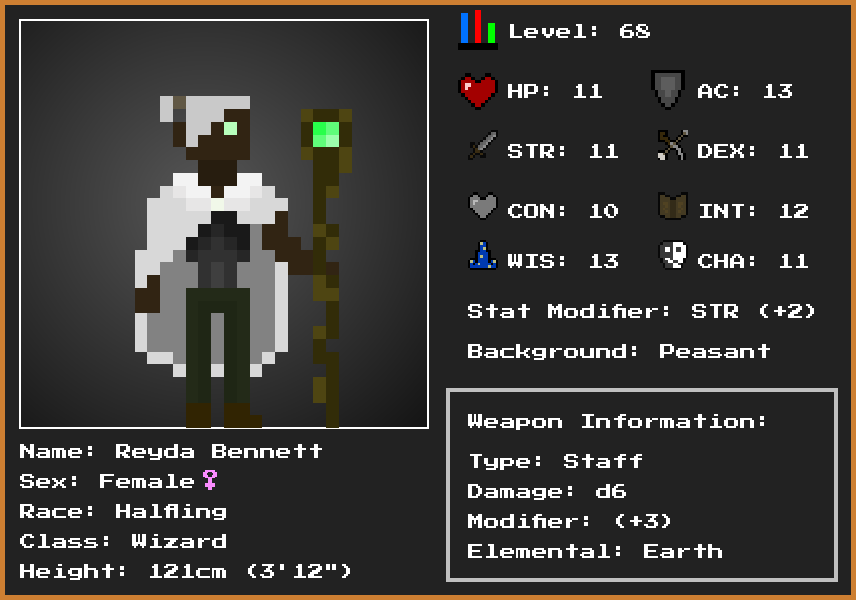 Level: 68
HP: 11
AC: 13
STR: 11
DEX: 11
CON: 10
INT: 12
WIS: 13
CHA: 11
Stat Modifier: STR (+2)
Background: Peasant
Weapon Information:
Type: Staff
Damage: d6
Modifier: (+3)
Elemental: Earth
Name: Reyda Bennett
Sex: Female♀
Race: Halfling
Class: Wizard
Height: 121cm (3'12")